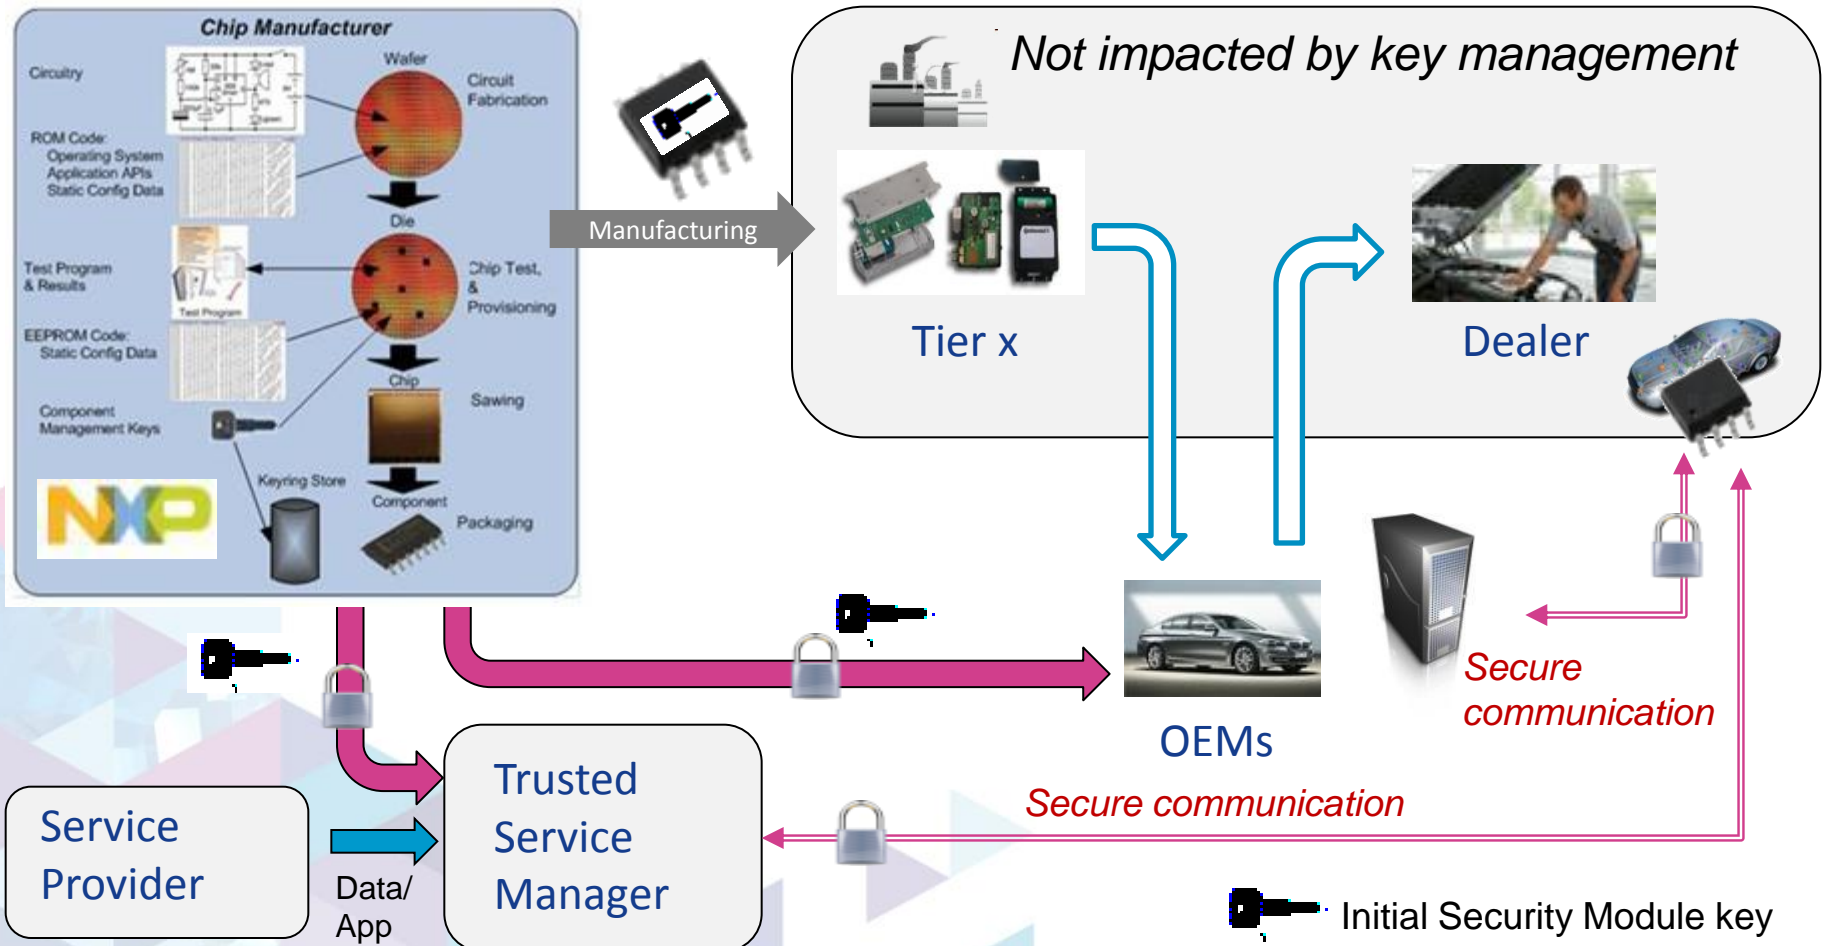 Chip Manufacturer
Circuitry
Wafer
Circuit
Fabrication
ROM Code:
Operating System
Application APIs
Static Config Data
Die
Test Program
& Results
Test Program
Chip Test,
&
Provisioning
EEPROM Code:
Static Config Data
Chip
Sawing
Component
Management Keys
Keyring Store
Component
Packaging
NXP
Manufacturing
Not impacted by key management
Tier x
Dealer
OEMs
Secure
communication
Secure communication
Service
Provider
Data/
App
Trusted
Service
Manager
Initial Security Module key